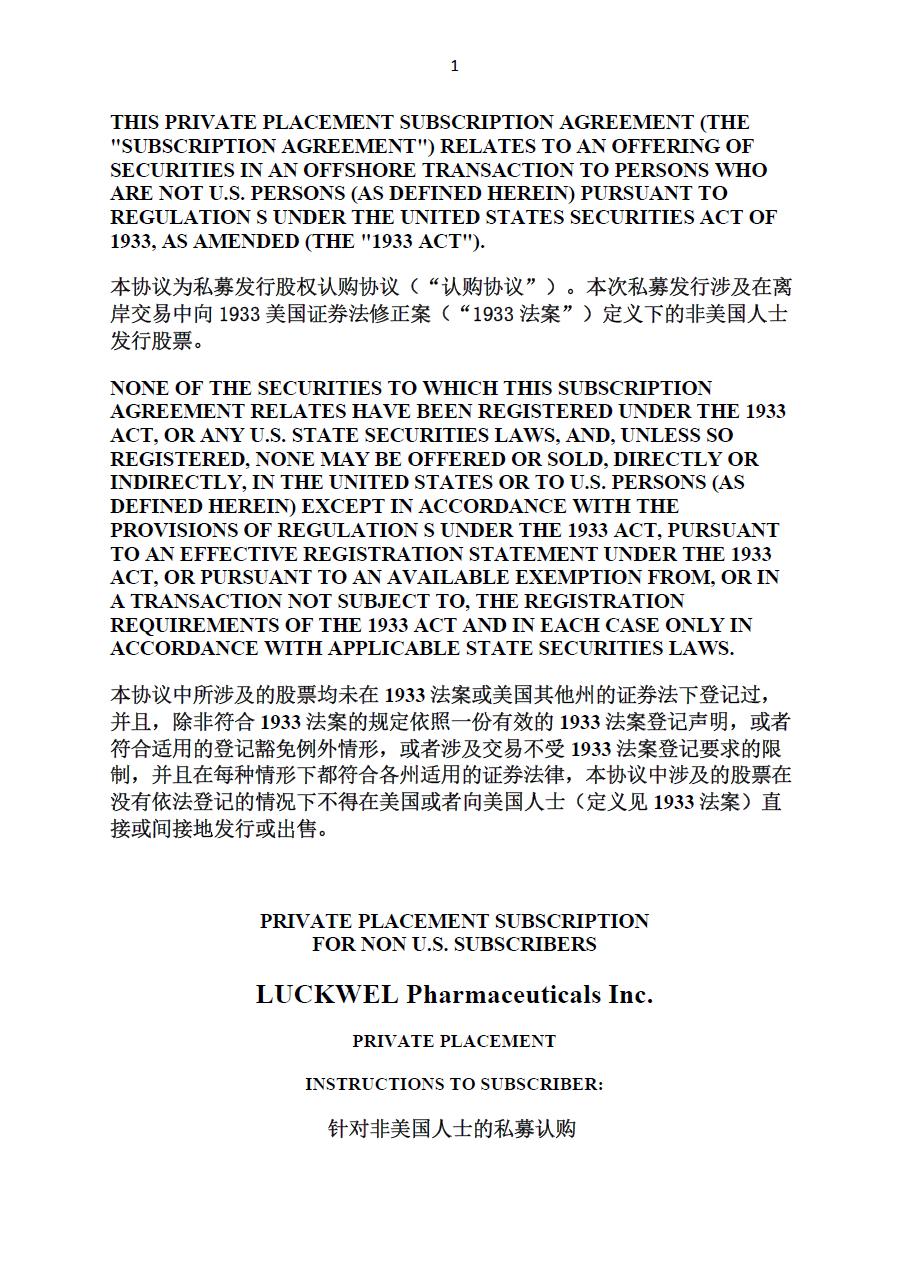 1
THIS PRIVATE PLACEMENT SUBSCRIPTION AGREEMENT (THE
"SUBSCRIPTION AGREEMENT") RELATES TO AN OFFERING OF
SECURITIES IN AN OFFSHORE TRANSACTION TO PERSONS WHO
ARE NOT U.S. PERSONS (AS DEFINED HEREIN) PURSUANT TO
REGULATION S UNDER THE UNITED STATES SECURITIES ACT OF
1933, AS AMENDED (THE "1933 ACT").
本协议为私募发行股权认购协议（“认购协议”）。本次私募发行涉及在离
岸交易中向 1933 美国证券法修正案（“1933 法案”）定义下的非美国人士
发行股票。
NONE OF THE SECURITIES TO WHICH THIS SUBSCRIPTION
AGREEMENT RELATES HAVE BEEN REGISTERED UNDER THE 1933
ACT, OR ANY U.S. STATE SECURITIES LAWS, AND, UNLESS SO
REGISTERED, NONE MAY BE OFFERED OR SOLD, DIRECTLY OR
INDIRECTLY, IN THE UNITED STATES OR TO U.S. PERSONS (AS
DEFINED HEREIN) EXCEPT IN ACCORDANCE WITH THE
PROVISIONS OF REGULATION S UNDER THE 1933 ACT, PURSUANT
TO AN EFFECTIVE REGISTRATION STATEMENT UNDER THE 1933
ACT, OR PURSUANT TO AN AVAILABLE EXEMPTION FROM, OR IN
A TRANSACTION NOT SUBJECT TO, THE REGISTRATION
REQUIREMENTS OF THE 1933 ACT AND IN EACH CASE ONLY IN
ACCORDANCE WITH APPLICABLE STATE SECURITIES LAWS.
本协议中所涉及的股票均未在 1933 法案或美国其他州的证券法下登记过，
并且，除非符合 1933 法案的规定依照一份有效的 1933 法案登记声明，或者
符合适用的登记豁免例外情形，或者涉及交易不受 1933 法案登记要求的限
制，并且在每种情形下都符合各州适用的证券法律，本协议中涉及的股票在
没有依法登记的情况下不得在美国或者向美国人士（定义见 1933 法案）直
接或间接地发行或出售。
PRIVATE PLACEMENT SUBSCRIPTION
FOR NON U.S. SUBSCRIBERS
LUCKWEL Pharmaceuticals Inc.
PRIVATE PLACEMENT
INSTRUCTIONS TO SUBSCRIBER:
针对非美国人士的私募认购